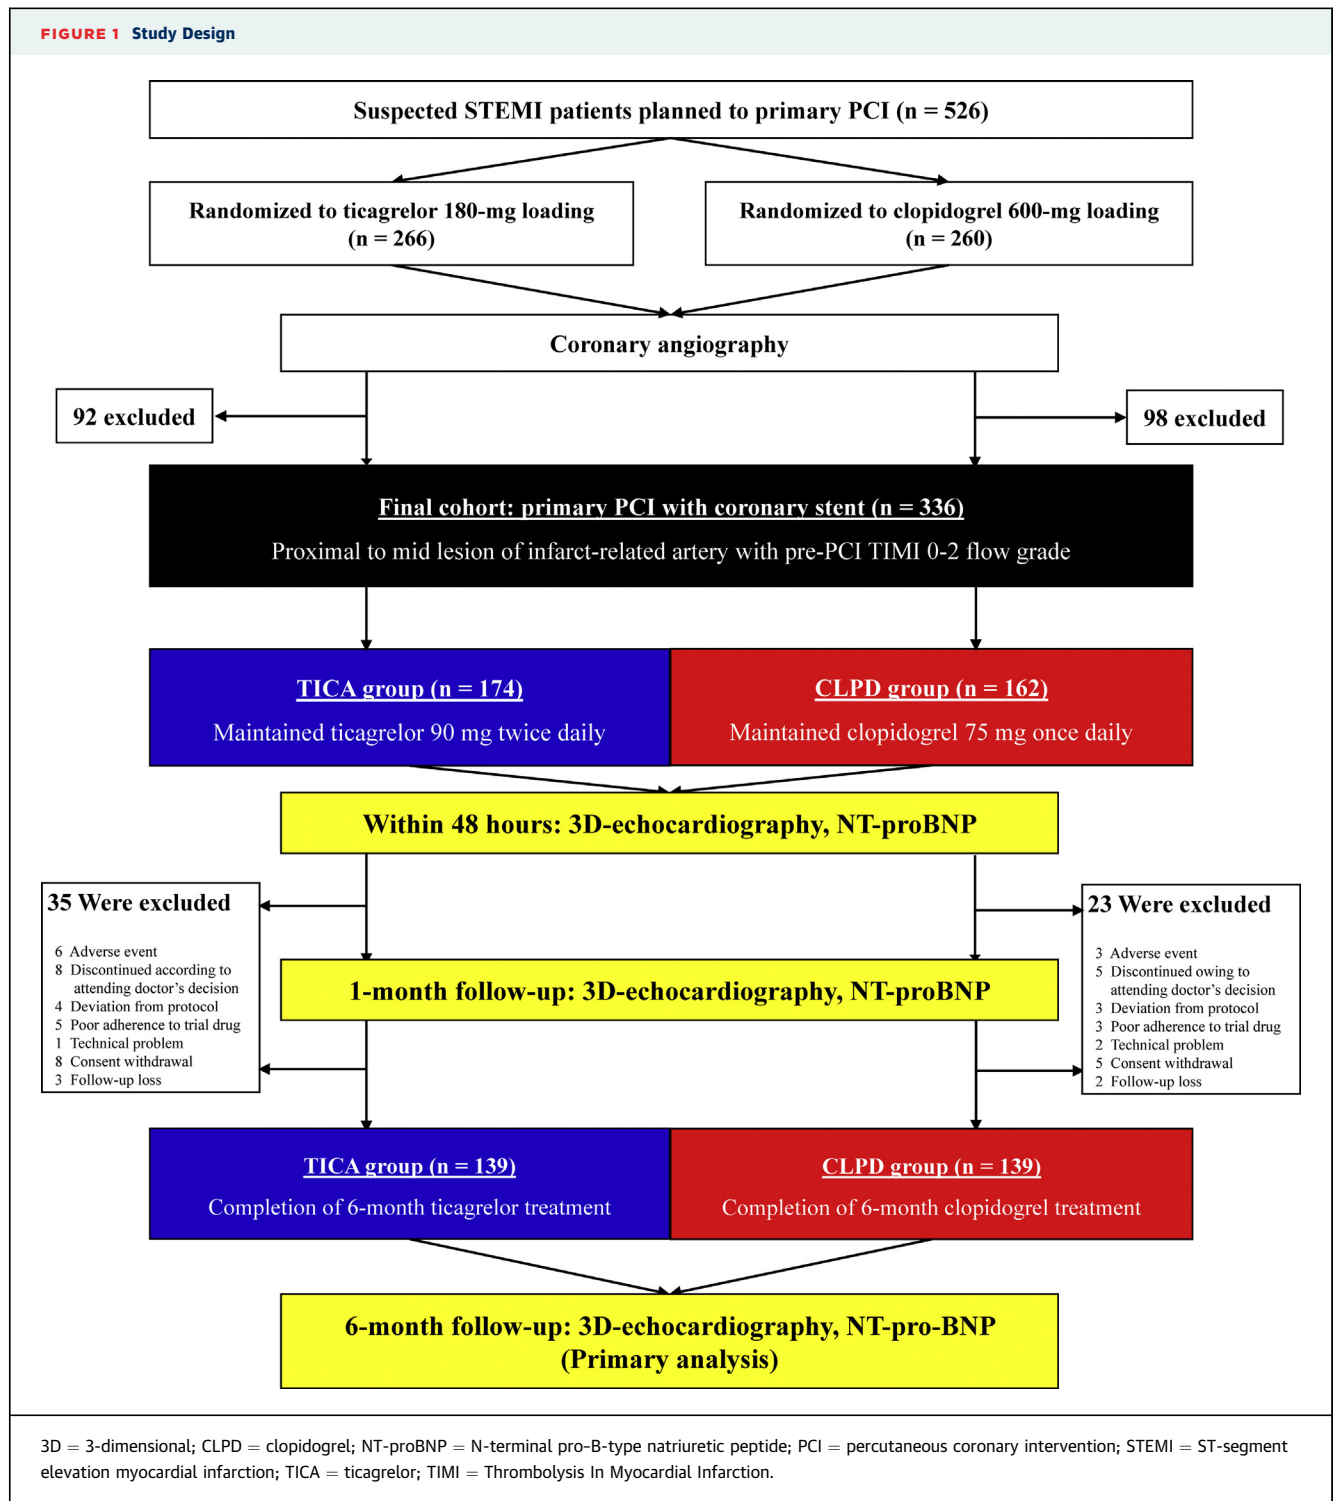 FIGURE 1 Study Design
Suspected STEMI patients planned to primary PCI (n = 526)
Randomized to ticagrelor 180-mg loading
(n = 266)
Randomized to clopidogrel 600-mg loading
(n = 260)
Coronary angiography
92 excluded
98 excluded
Final cohort: primary PCI with coronary stent (n = 336)
Proximal to mid lesion of infarct-related artery with pre-PCI TIMI 0-2 flow grade
TICA group (n = 174)
Maintained ticagrelor 90 mg twice daily
CLPD group (n = 162)
Maintained clopidogrel 75 mg once daily
Within 48 hours: 3D-echocardiography, NT-proBNP
35 Were excluded
6 Adverse event
8 Discontinued according to
attending doctor's decision
4 Deviation from protocol
5 Poor adherence to trial drug
1 Technical problem
8 Consent withdrawal
3 Follow-up loss
23 Were excluded
3 Adverse event
5 Discontinued owing to
attending doctor's decision
3 Deviation from protocol
3 Poor adherence to trial drug
2 Technical problem
5 Consent withdrawal
2 Follow-up loss
1-month follow-up: 3D-echocardiography, NT-proBNP
TICA group (n = 139)
Completion of 6-month ticagrelor treatment
CLPD group (n = 139)
Completion of 6-month clopidogrel treatment
6-month follow-up: 3D-echocardiography, NT-pro-BNP
(Primary analysis)
3D = 3-dimensional; CLPD = clopidogrel; NT-proBNP = N-terminal pro–B-type natriuretic peptide; PCI = percutaneous coronary intervention; STEMI = ST-segment
elevation myocardial infarction; TICA = ticagrelor; TIMI = Thrombolysis In Myocardial Infarction.